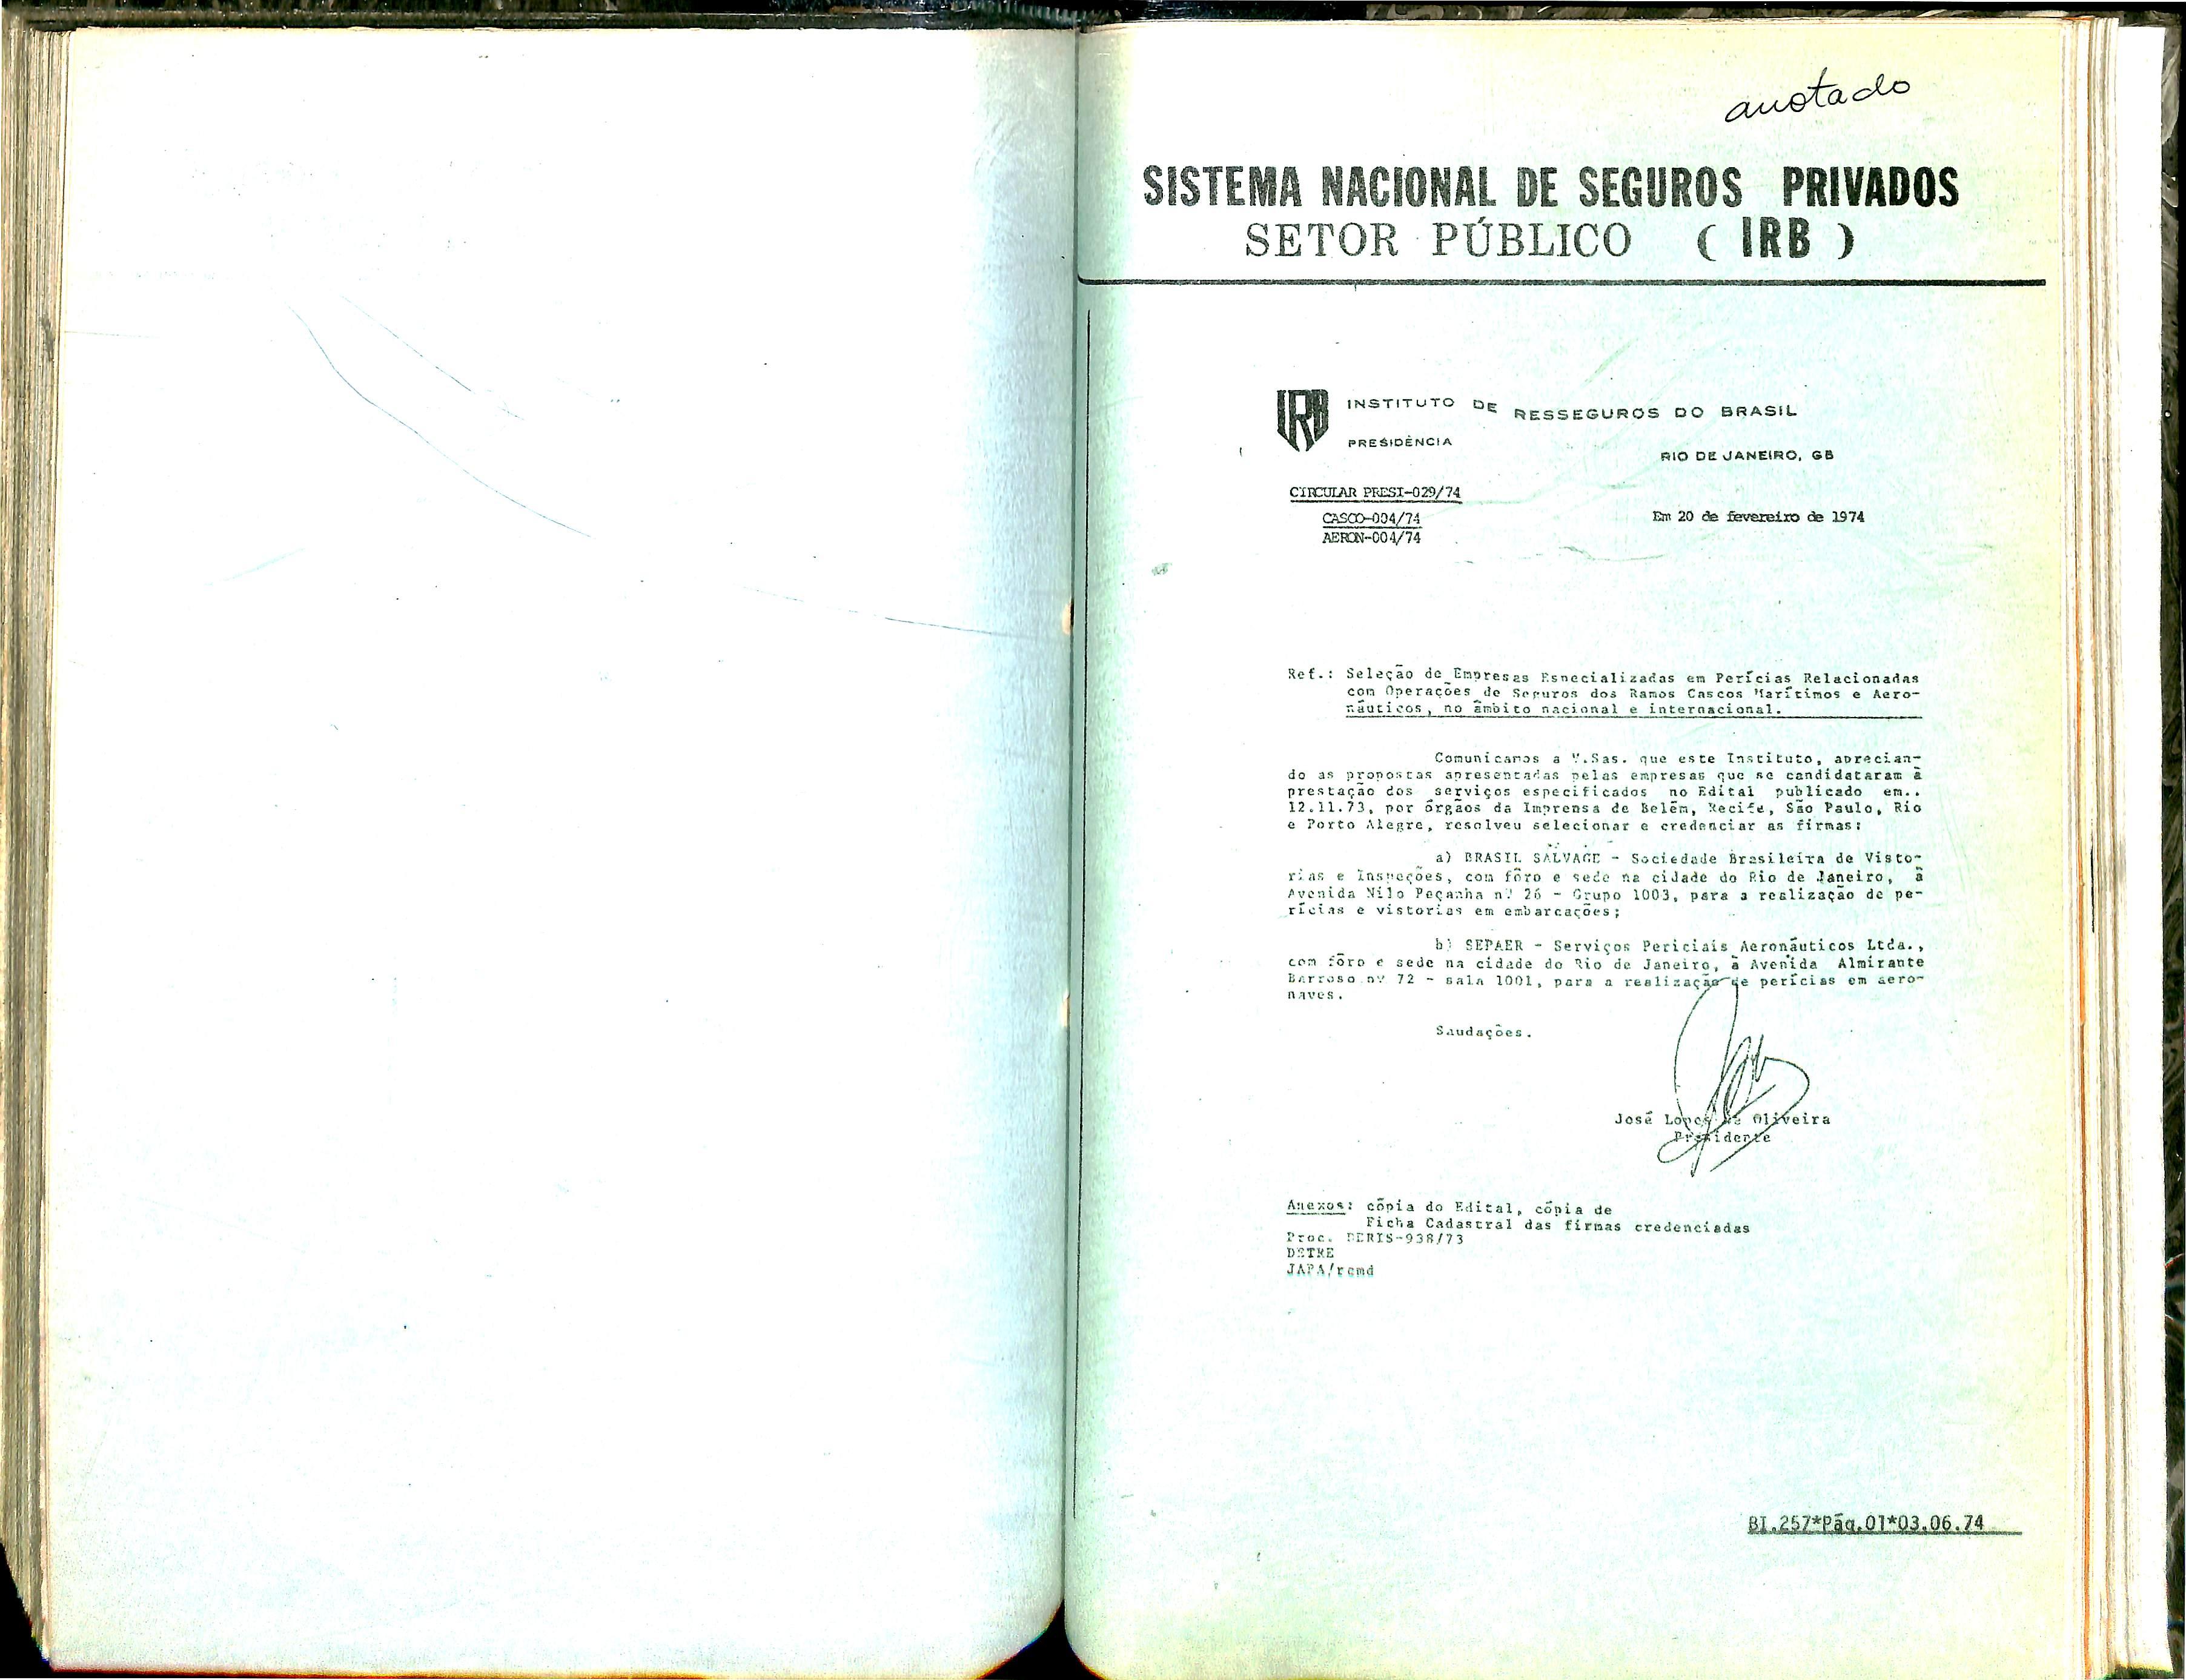 anotado
SISTEMA NACIONAL DE SEGUROS PRIVADOS
SETOR PÚBLICO ( IRB )
IRB INSTITUTO DE RESSEGUROS DO BRASIL
PRESIDÊNCIA
RIO DE JANEIRO, GB
CIRCULAR PRESI-029/74
CASCO-004/74
Em 20 de fevereiro de 1974
AERON-004/74
Ref.: Seleção de Empresas Especializadas em Perícias Relacionadas
com Operações de Seguros dos Ramos Cascos Marítimos e Aero-
náuticos, no âmbito nacional e internacional.
Comunicamos a V.Sas. que este Instituto, aprecian-
do as propostas apresentadas pelas empresas que se candidataram à
prestação dos serviços especificados no Edital publicado em..
12.11.73, por órgãos da Imprensa de Belém, Recife, São Paulo, Rio
e Porto Alegre, resolveu selecionar e credenciar as firmas:
a) BRASIL SALVAGE - Sociedade Brasileira de Visto-
rias e Inspeções, com fôro e sede na cidade do Rio de Janeiro, à
Avenida Nilo Peçanha nº 26 - Grupo 1003, para a realização de pe-
rícias e vistorias em embarcações;
b) SEPAER - Serviços Periciais Aeronáuticos Ltda.,
com fôro e sede na cidade do Rio de Janeiro, à Avenida Almirante
Barroso nº 72 - sala 1001, para a realização de perícias em aero-
naves.
Saudações.
José Lopes de Oliveira
Presidente
Anexos: cópia do Edital, cópia de
Ficha Cadastral das firmas credenciadas
Proc. DERIS-938/73
DETRE
JAPA/rcmd
BI.257*Pág.01*03.06.74